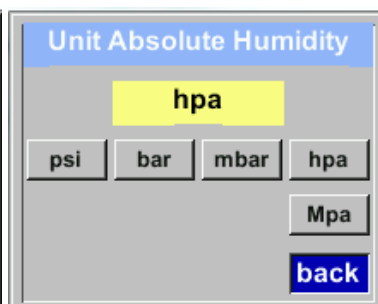 Unit Absolute Humidity
hpa
psi bar mbar hpa
Mpa
back